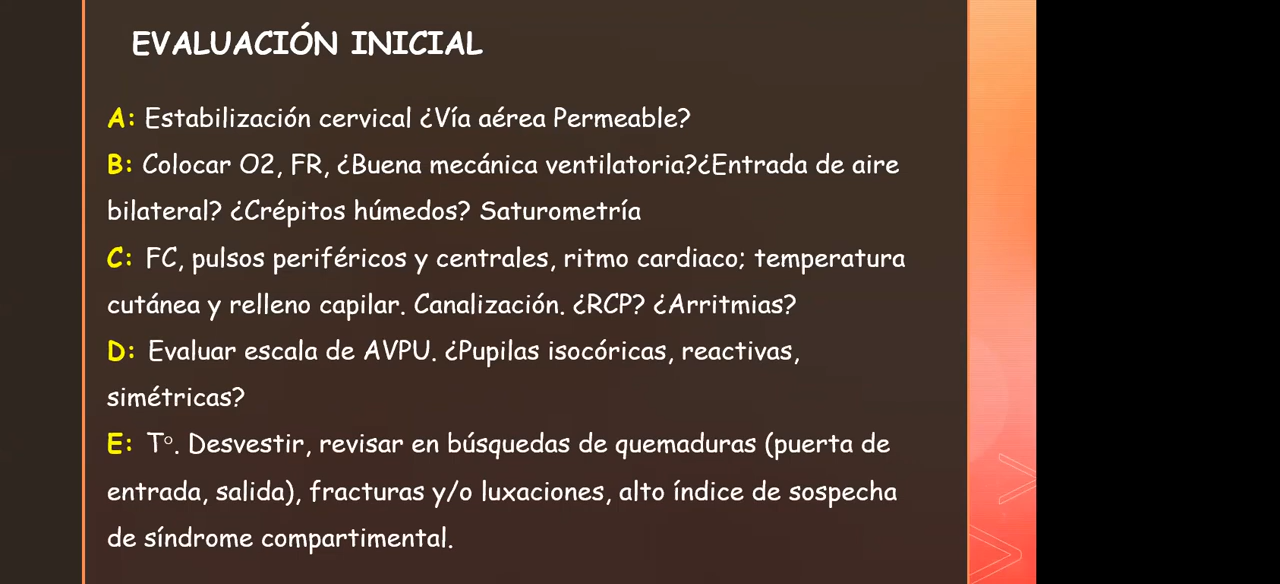 EVALUACIÓN INICIAL
A: Estabilización cervical ¿Vía aérea Permeable?
B: Colocar O2, FR, ¿Buena mecánica ventilatoria?¿Entrada de aire
bilateral? ¿Crépitos húmedos? Saturometría
C: FC, pulsos periféricos y centrales, ritmo cardiaco; temperatura
cutánea y relleno capilar. Canalización. ¿RCP? ¿Arritmias?
D: Evaluar escala de AVPU. ¿Pupilas isocóricas, reactivas,
simétricas?
E: T°. Desvestir, revisar en búsquedas de quemaduras (puerta de
entrada, salida), fracturas y/o luxaciones, alto índice de sospecha
de síndrome compartimental.